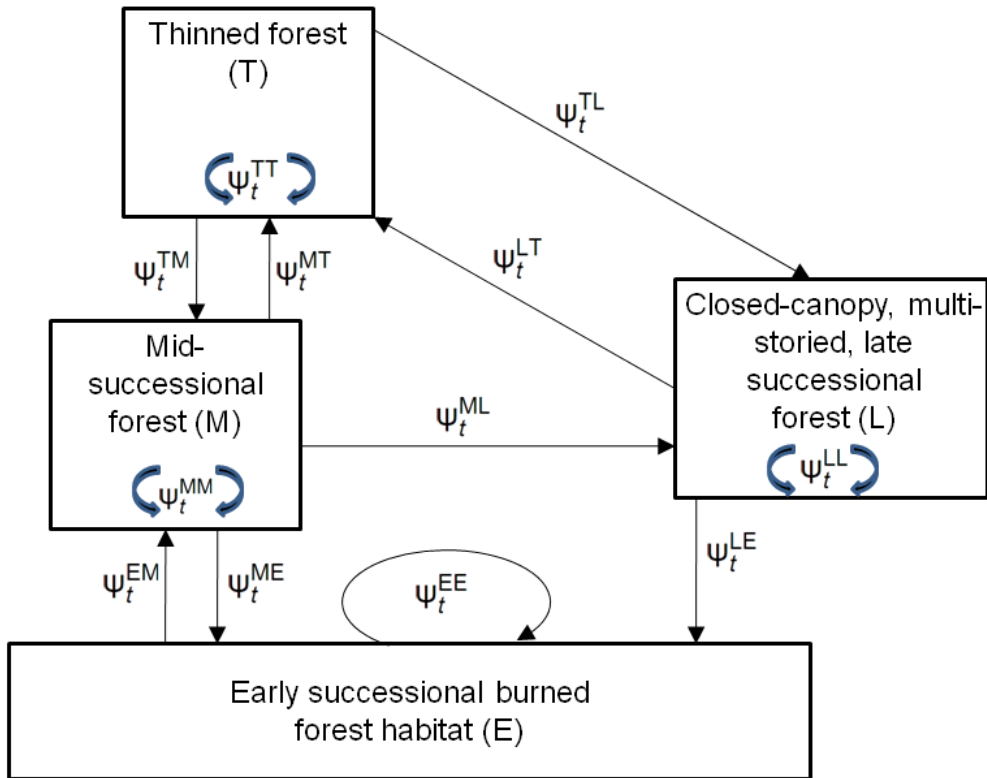 Thinned forest
(T)
ψ_t^TT
ψ_t^TL
ψ_t^TM
ψ_t^MT
ψ_t^LT
Closed-canopy, multi-
storied, late
successional
forest (L)
ψ_t^LL
Mid-
successional
forest (M)
ψ_t^MM
ψ_t^ML
ψ_t^EM
ψ_t^ME
ψ_t^EE
ψ_t^LE
Early successional burned
forest habitat (E)